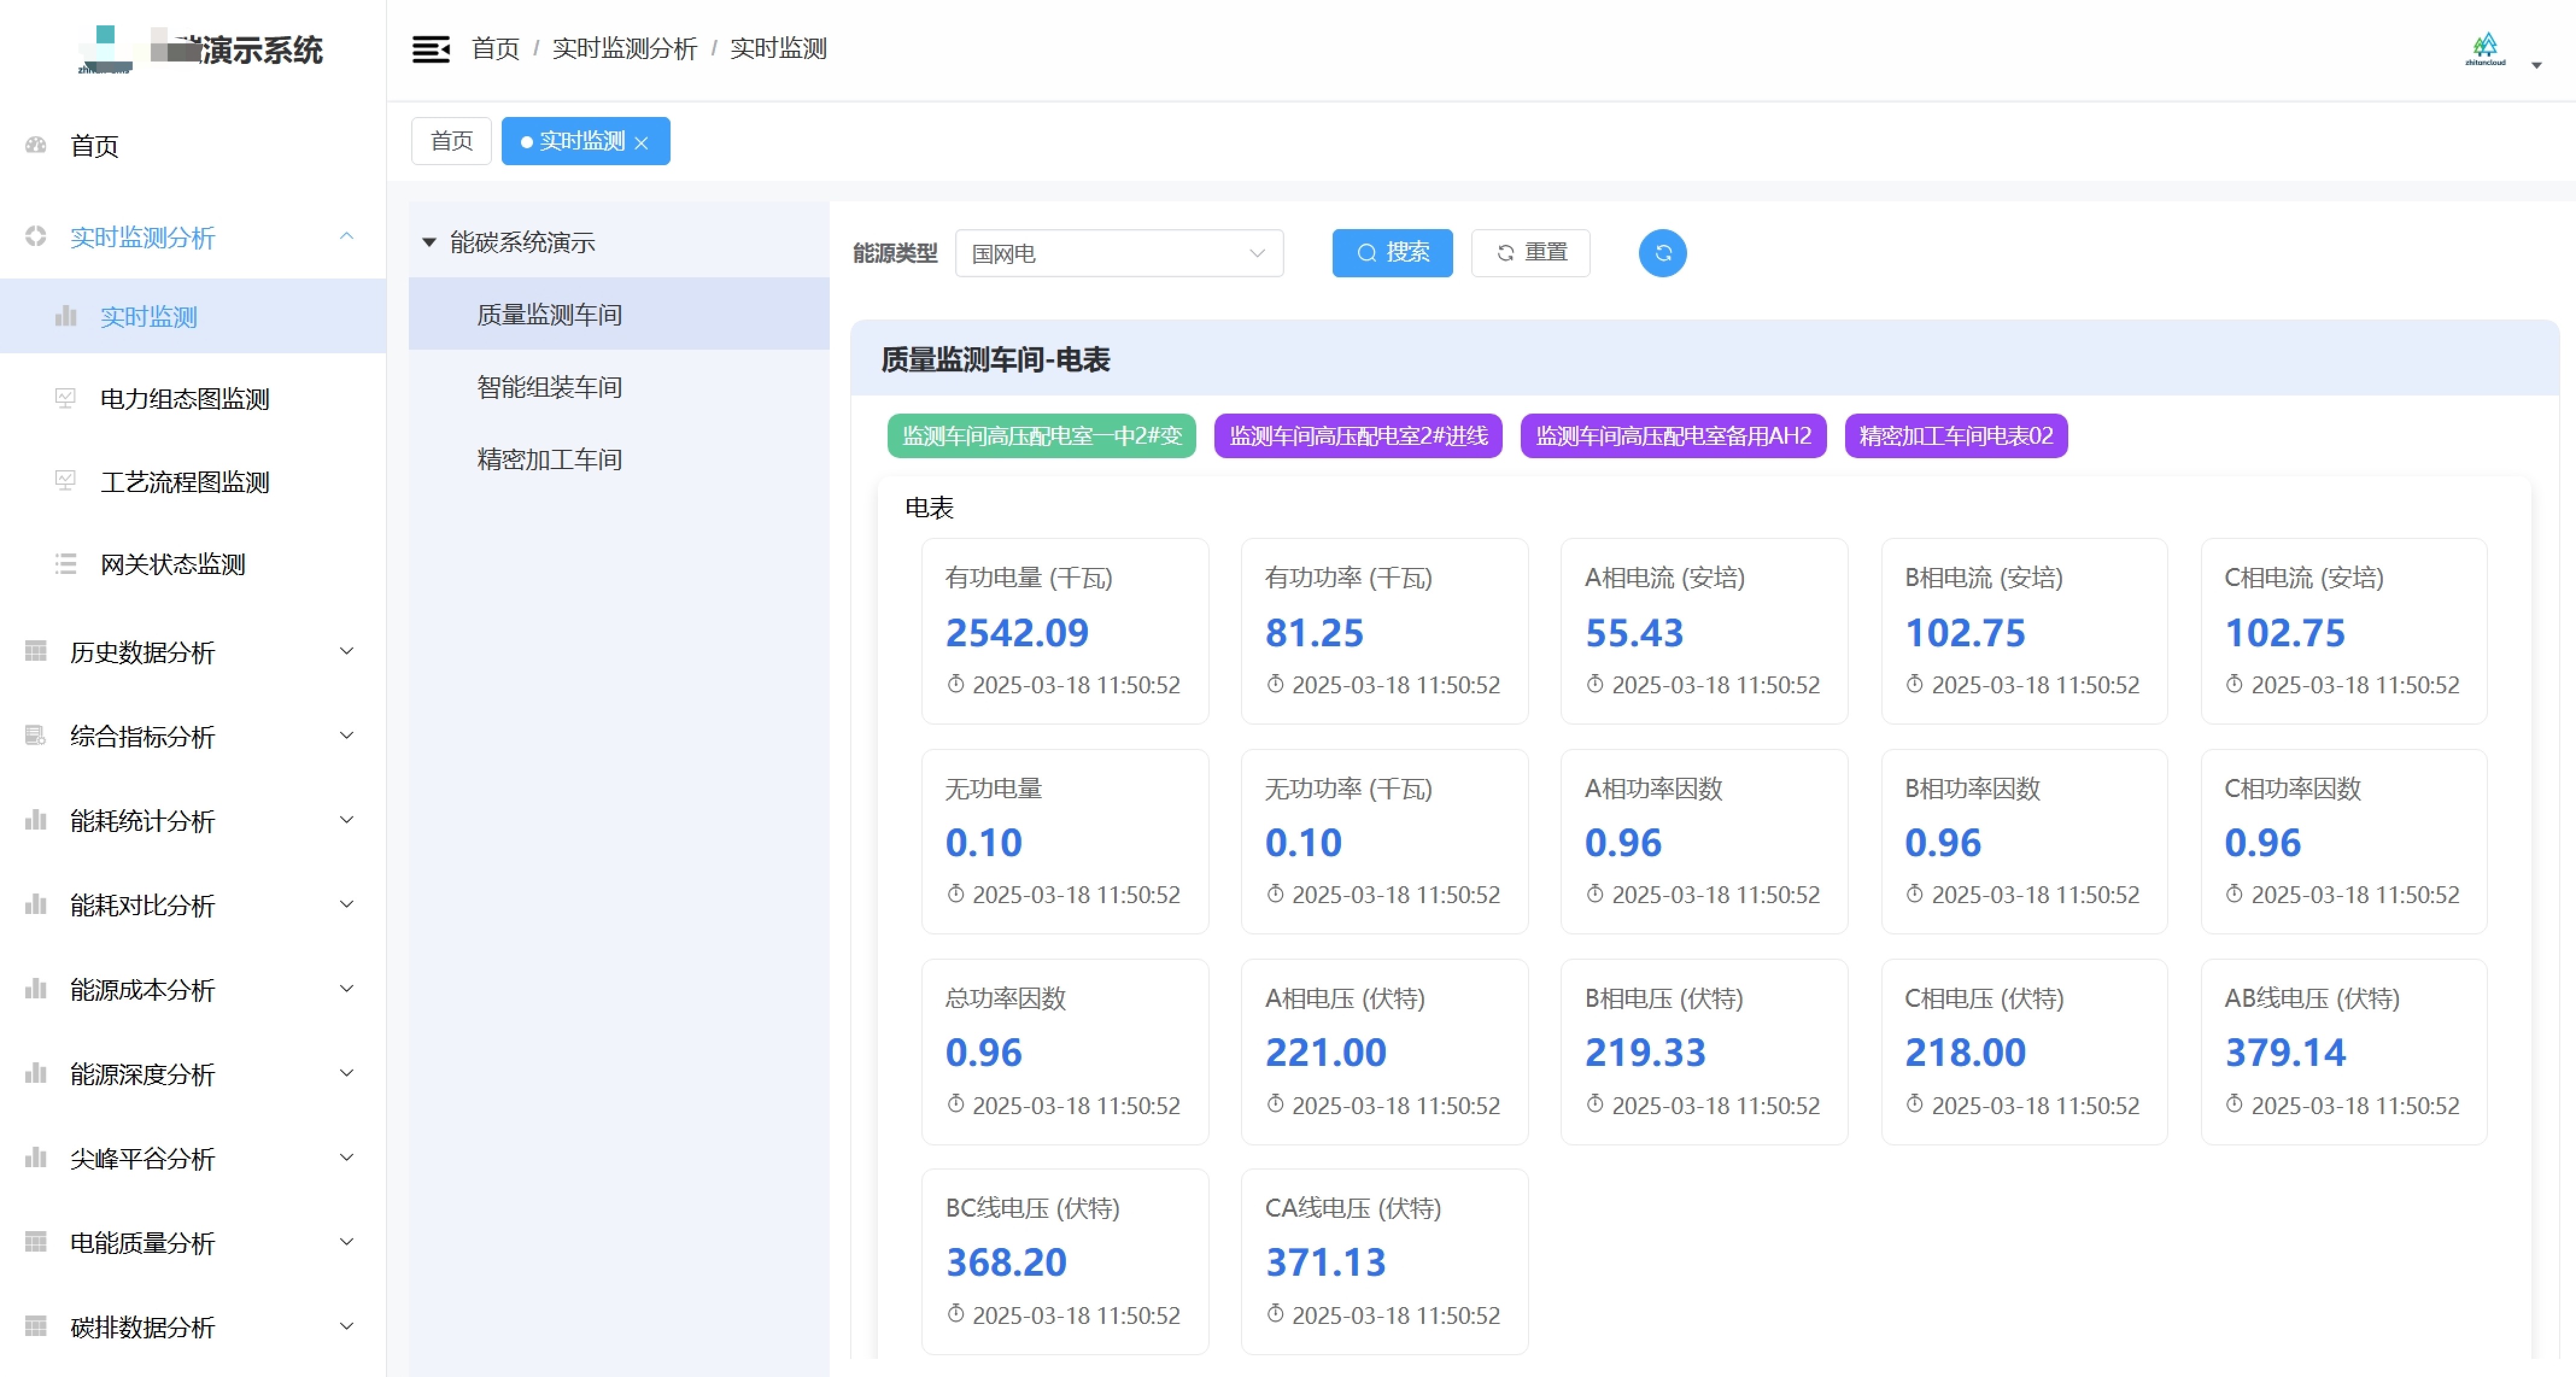 演示系统
首页 / 实时监测分析 / 实时监测
zhitancloud
首页
实时监测分析
实时监测
电力组态图监测
工艺流程图监测
网关状态监测
历史数据分析
综合指标分析
能耗统计分析
能耗对比分析
能源成本分析
能源深度分析
尖峰平谷分析
电能质量分析
碳排数据分析
首页
实时监测
能碳系统演示
质量监测车间
智能组装车间
精密加工车间
能源类型 国网电 搜索 重置
质量监测车间-电表
监测车间高压配电室一中2#变 监测车间高压配电室2#进线 监测车间高压配电室备用AH2 精密加工车间电表02
电表
有功电量 (千瓦) 有功功率 (千瓦) A相电流 (安培) B相电流 (安培) C相电流 (安培)
2542.09 81.25 55.43 102.75 102.75
2025-03-18 11:50:52 2025-03-18 11:50:52 2025-03-18 11:50:52 2025-03-18 11:50:52 2025-03-18 11:50:52
无功电量 无功功率 (千瓦) A相功率因数 B相功率因数 C相功率因数
0.10 0.10 0.96 0.96 0.96
2025-03-18 11:50:52 2025-03-18 11:50:52 2025-03-18 11:50:52 2025-03-18 11:50:52 2025-03-18 11:50:52
总功率因数 A相电压 (伏特) B相电压 (伏特) C相电压 (伏特) AB线电压 (伏特)
0.96 221.00 219.33 218.00 379.14
2025-03-18 11:50:52 2025-03-18 11:50:52 2025-03-18 11:50:52 2025-03-18 11:50:52 2025-03-18 11:50:52
BC线电压 (伏特) CA线电压 (伏特)
368.20 371.13
2025-03-18 11:50:52 2025-03-18 11:50:52